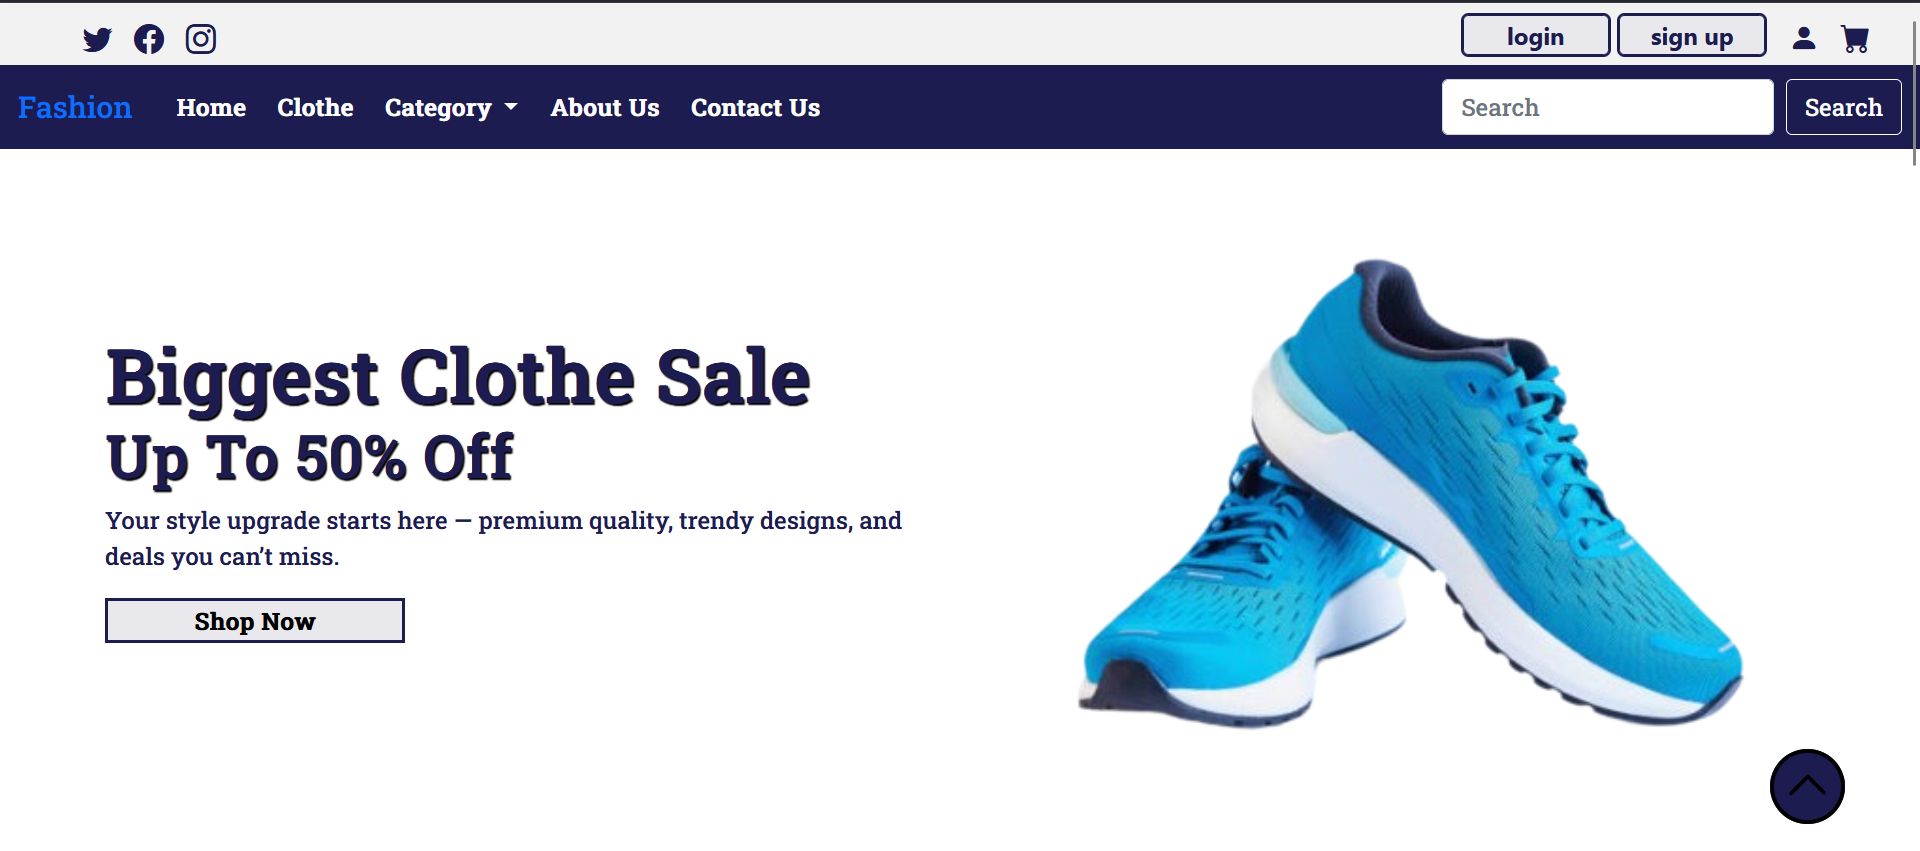 login sign up
Fashion Home Clothe Category About Us Contact Us Search Search
Biggest Clothe Sale
Up To 50% Off
Your style upgrade starts here — premium quality, trendy designs, and
deals you can’t miss.
Shop Now